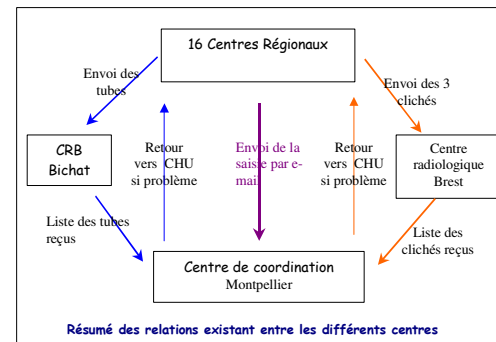 16 Centres Régionaux
Envoi des
tubes
Envoi des 3
clichés
CRB
Bichat
Retour
vers CHU
si problème
Envoi de la
saisie par e-
mail
Retour
vers CHU
si problème
Centre
radiologique
Brest
Liste des tubes
reçus
Liste des
clichés reçus
Centre de coordination
Montpellier
Résumé des relations existant entre les différents centres